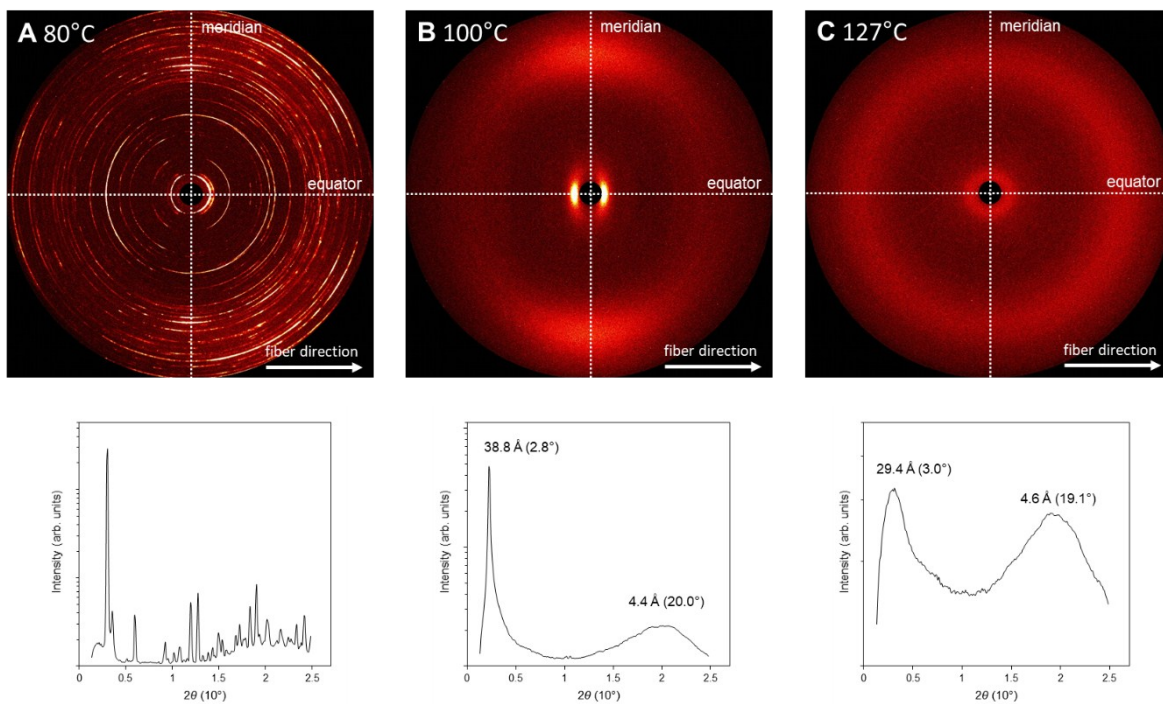 A 80°C
meridian
equator
fiber direction
B 100°C
meridian
equator
fiber direction
C 127°C
meridian
equator
fiber direction
Intensity (arb. units)
0 0.5 1 1.5 2 2.5
2θ (10°)
38.8 Å (2.8°)
4.4 Å (20.0°)
Intensity (arb. units)
0 0.5 1 1.5 2 2.5
2θ (10°)
29.4 Å (3.0°)
4.6 Å (19.1°)
Intensity (arb. units)
0 0.5 1 1.5 2 2.5
2θ (10°)